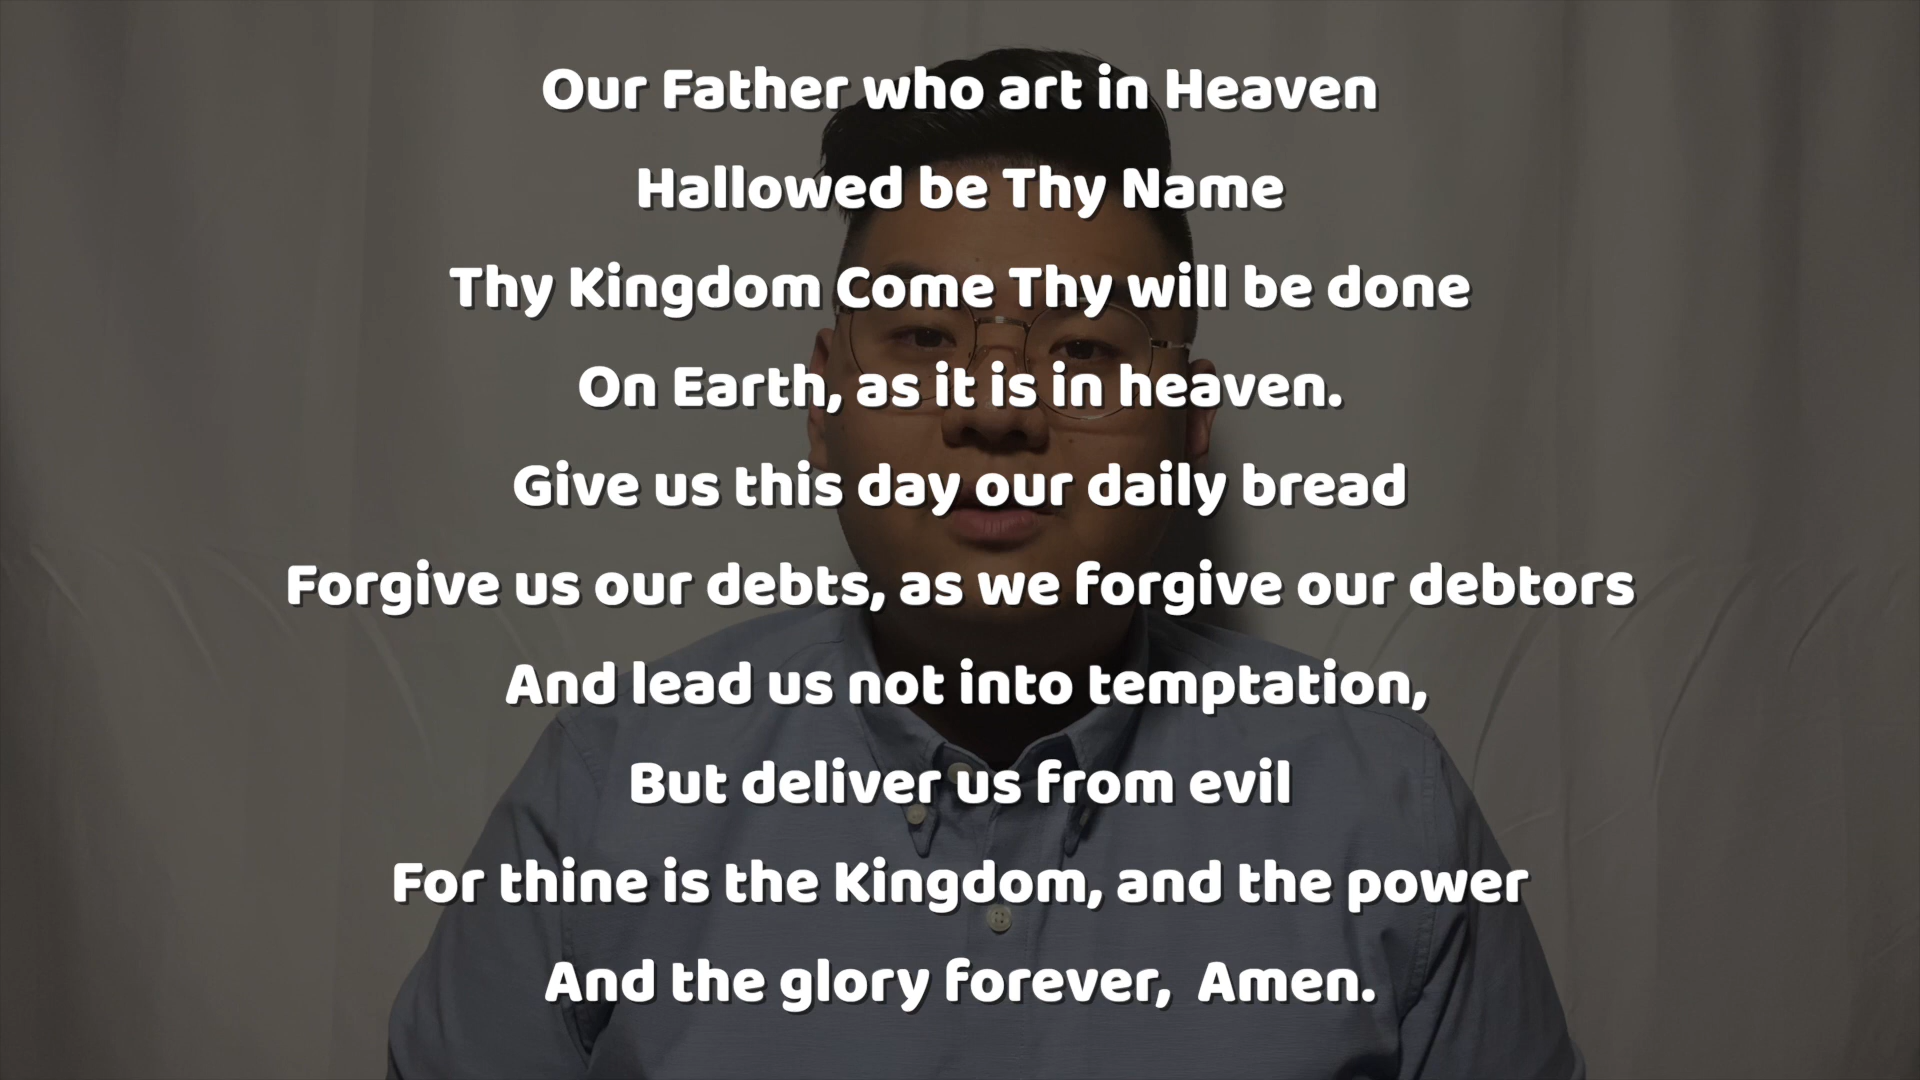 Our Father who art in Heaven
Hallowed be Thy Name
Thy Kingdom Come Thy will be done
On Earth, as it is in heaven.
Give us this day our daily bread
Forgive us our debts, as we forgive our debtors
And lead us not into temptation,
But deliver us from evil
For thine is the Kingdom, and the power
And the glory forever,  Amen.